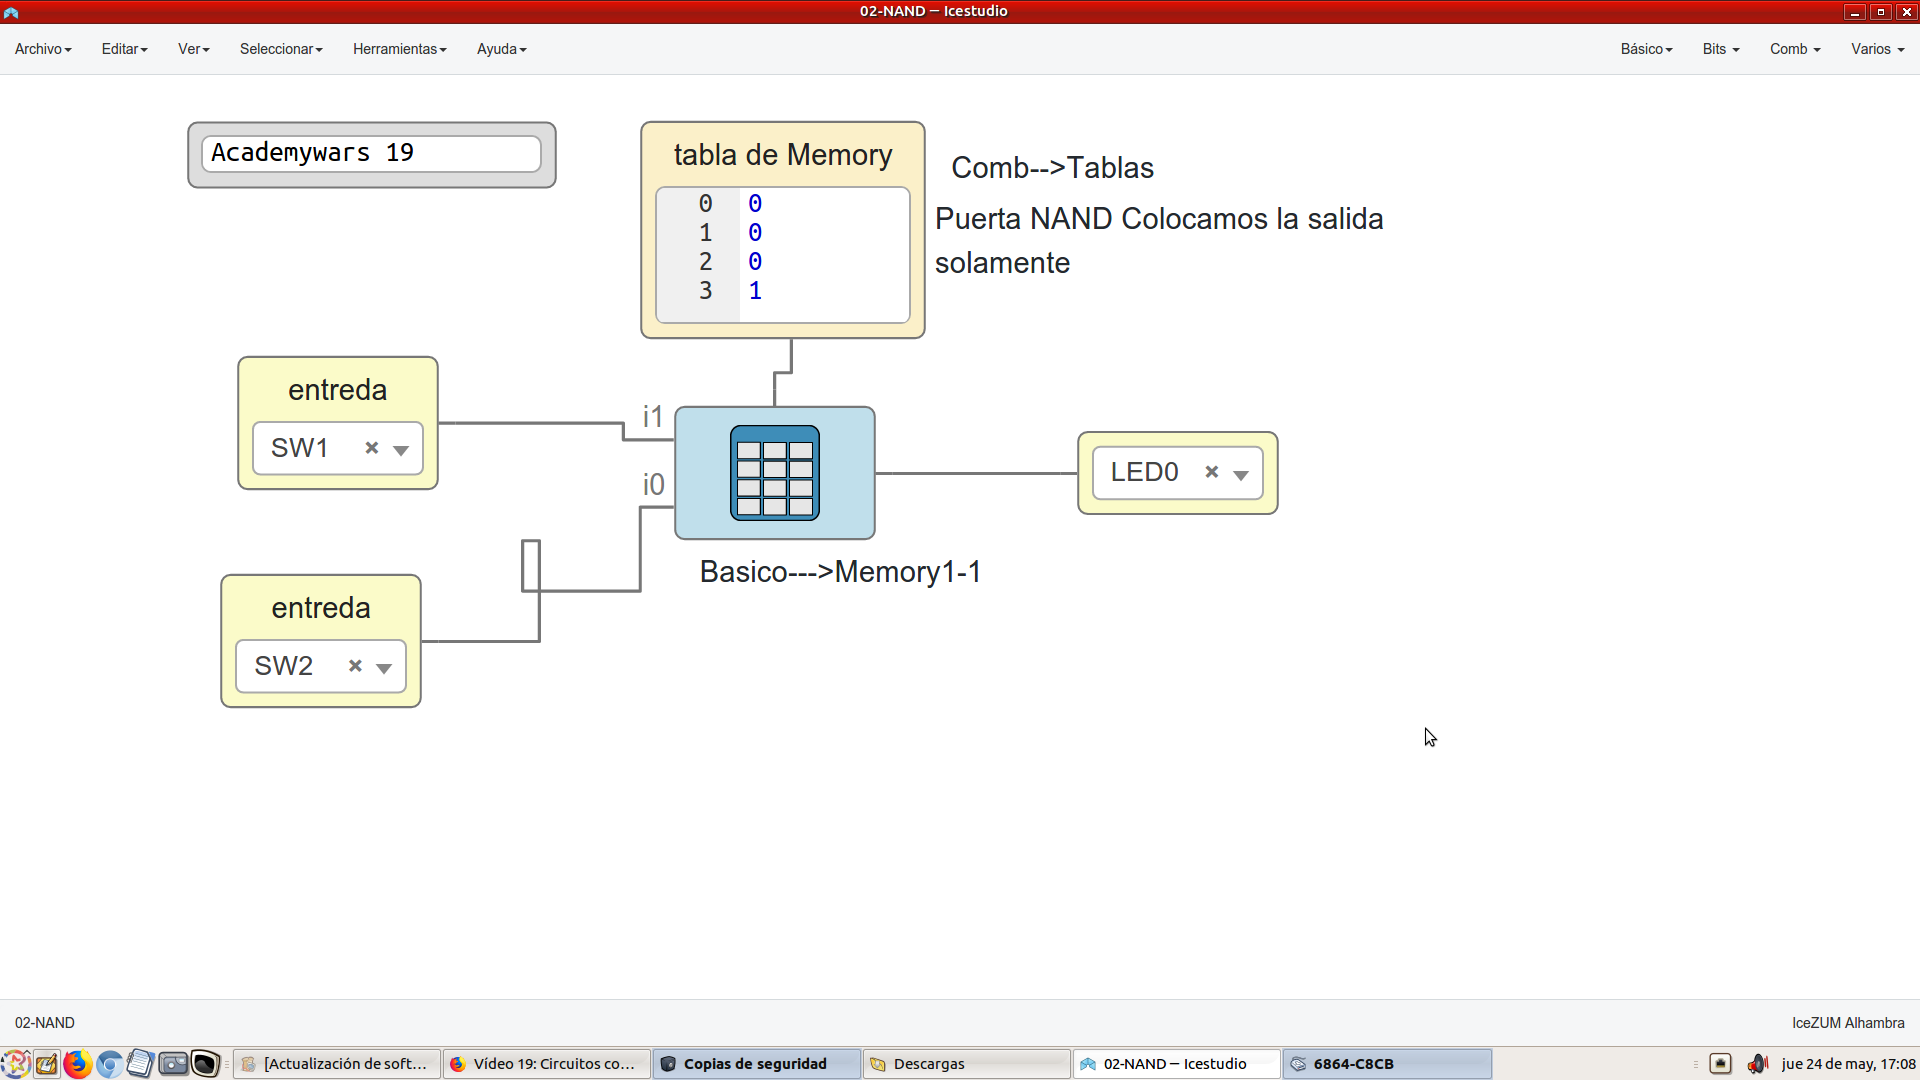 02-NAND — Icestudio
Archivo Editar Ver Seleccionar Herramientas Ayuda Básico Bits Comb Varios
Academywars 19
tabla de Memory
0 0
1 0
2 0
3 1
Comb-->Tablas
Puerta NAND Colocamos la salida
solamente
entreda
SW1
i1
i0
LED0
Basico--->Memory1-1
entreda
SW2
02-NAND IceZUM Alhambra
[Actualización de soft... Vídeo 19: Circuitos co... Copias de seguridad Descargas 02-NAND — Icestudio 6864-C8CB jue 24 de may, 17:08